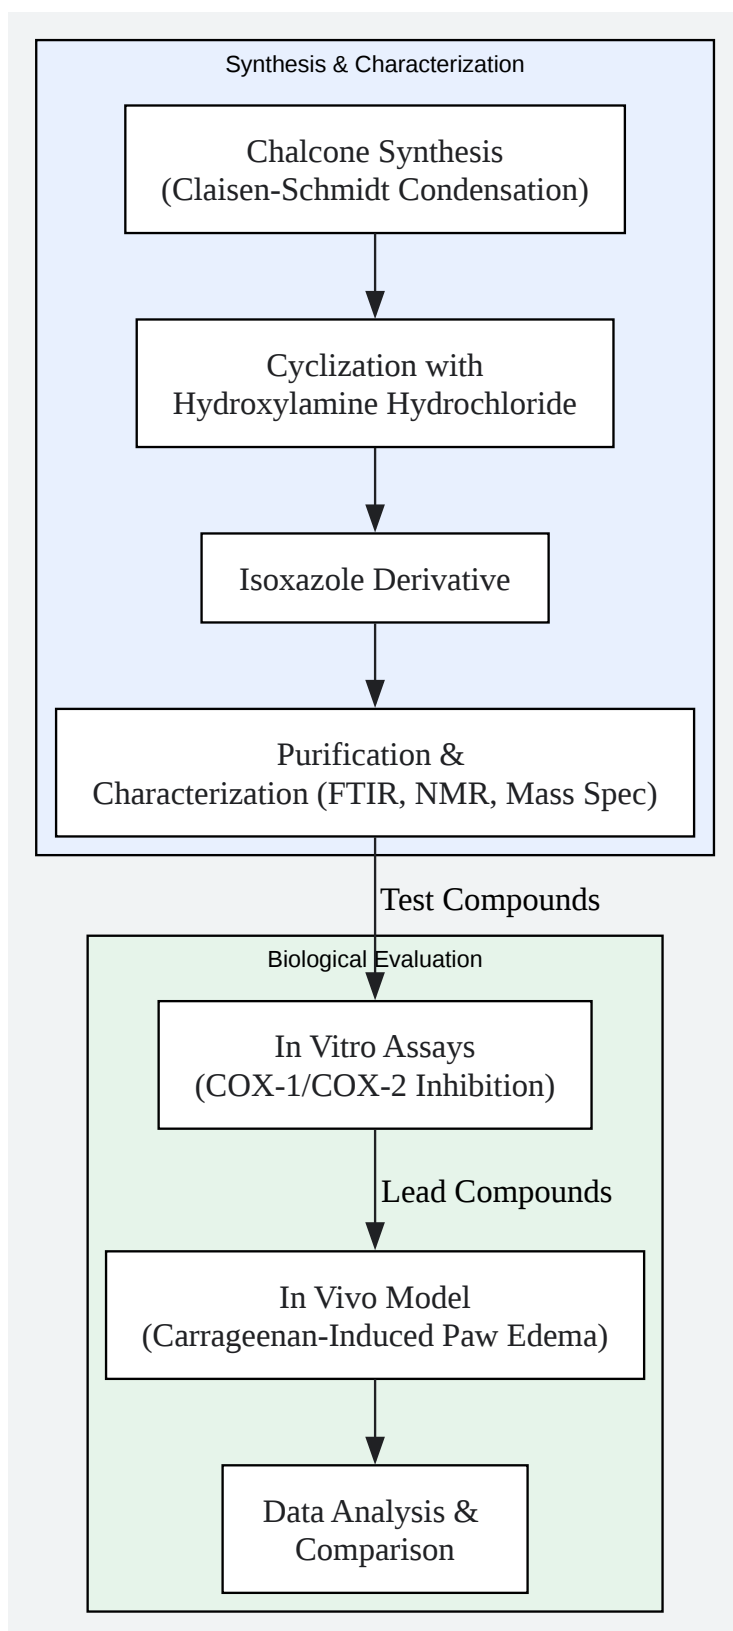 Synthesis & Characterization
Chalcone Synthesis
(Claisen-Schmidt Condensation)
Cyclization with
Hydroxylamine Hydrochloride
Isoxazole Derivative
Purification &
Characterization (FTIR, NMR, Mass Spec)
Test Compounds
Biological Evaluation
In Vitro Assays
(COX-1/COX-2 Inhibition)
Lead Compounds
In Vivo Model
(Carrageenan-Induced Paw Edema)
Data Analysis &
Comparison